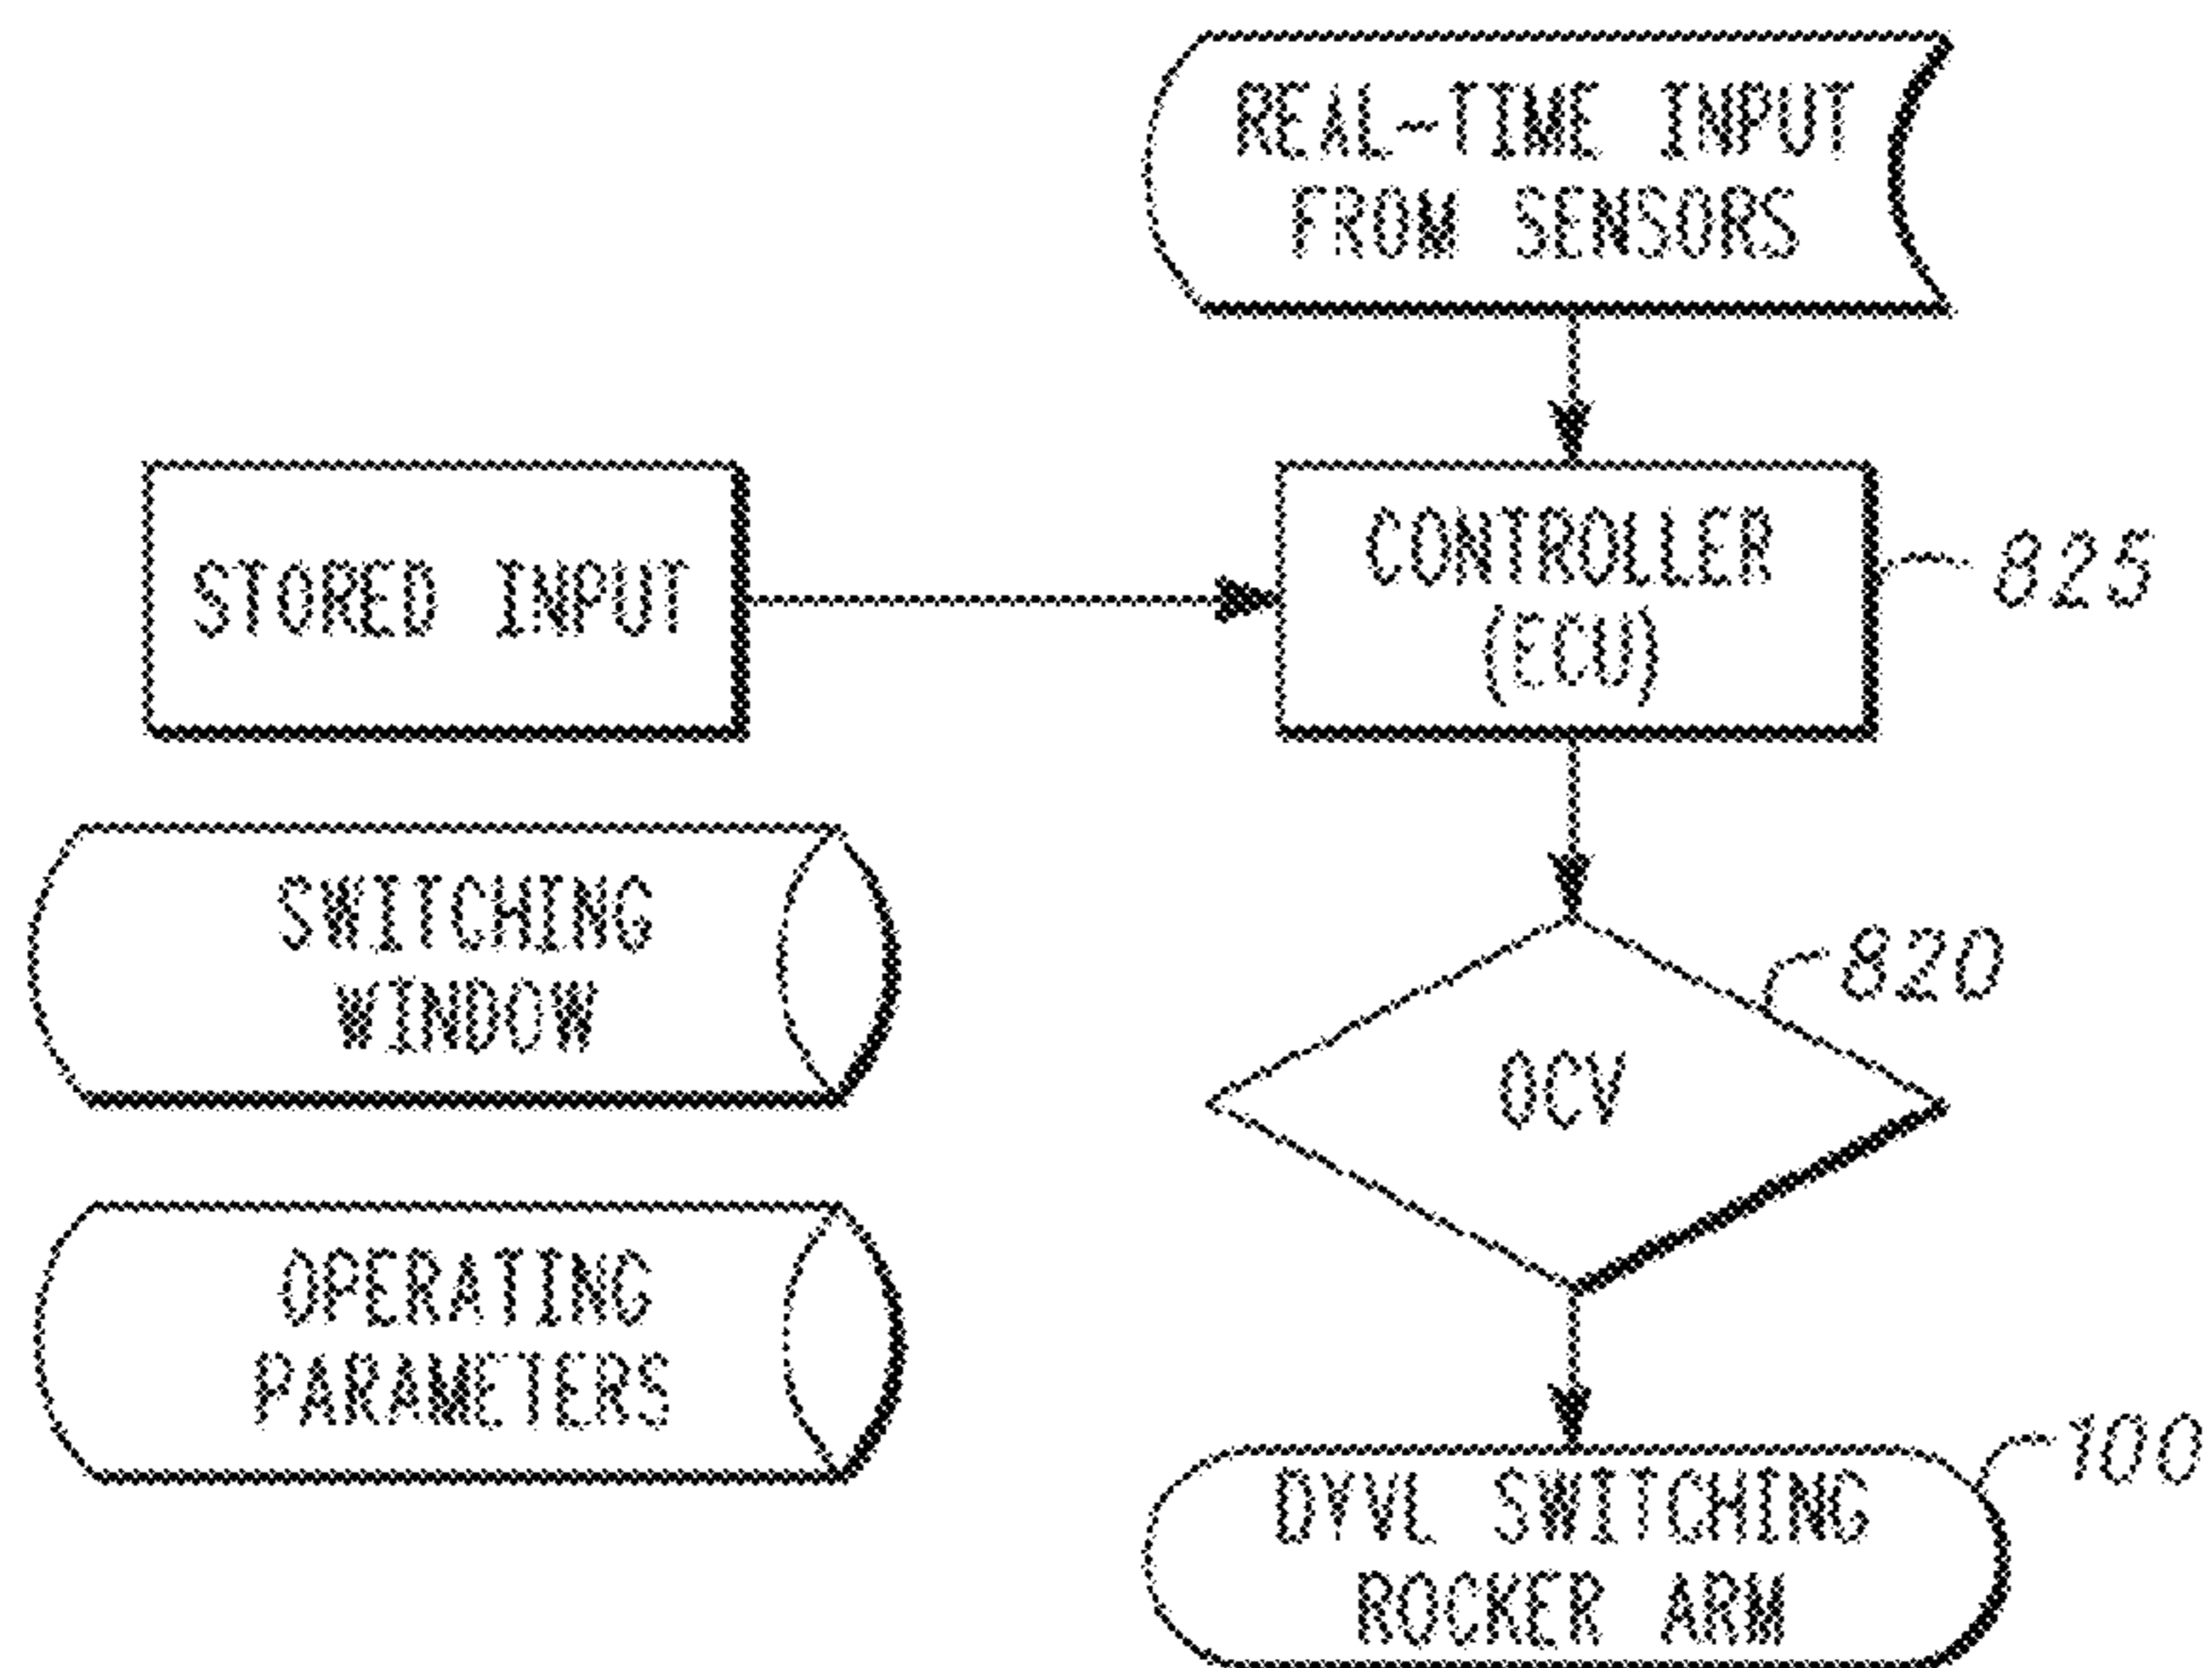 REAL-TIME INPUT
FROM SENSORS
STORED INPUT
CONTROLLER
(ECU)
825
SWITCHING
WINDOW
820
OCV
OPERATING
PARAMETERS
100
DVVL SWITCHING
ROCKER ARM